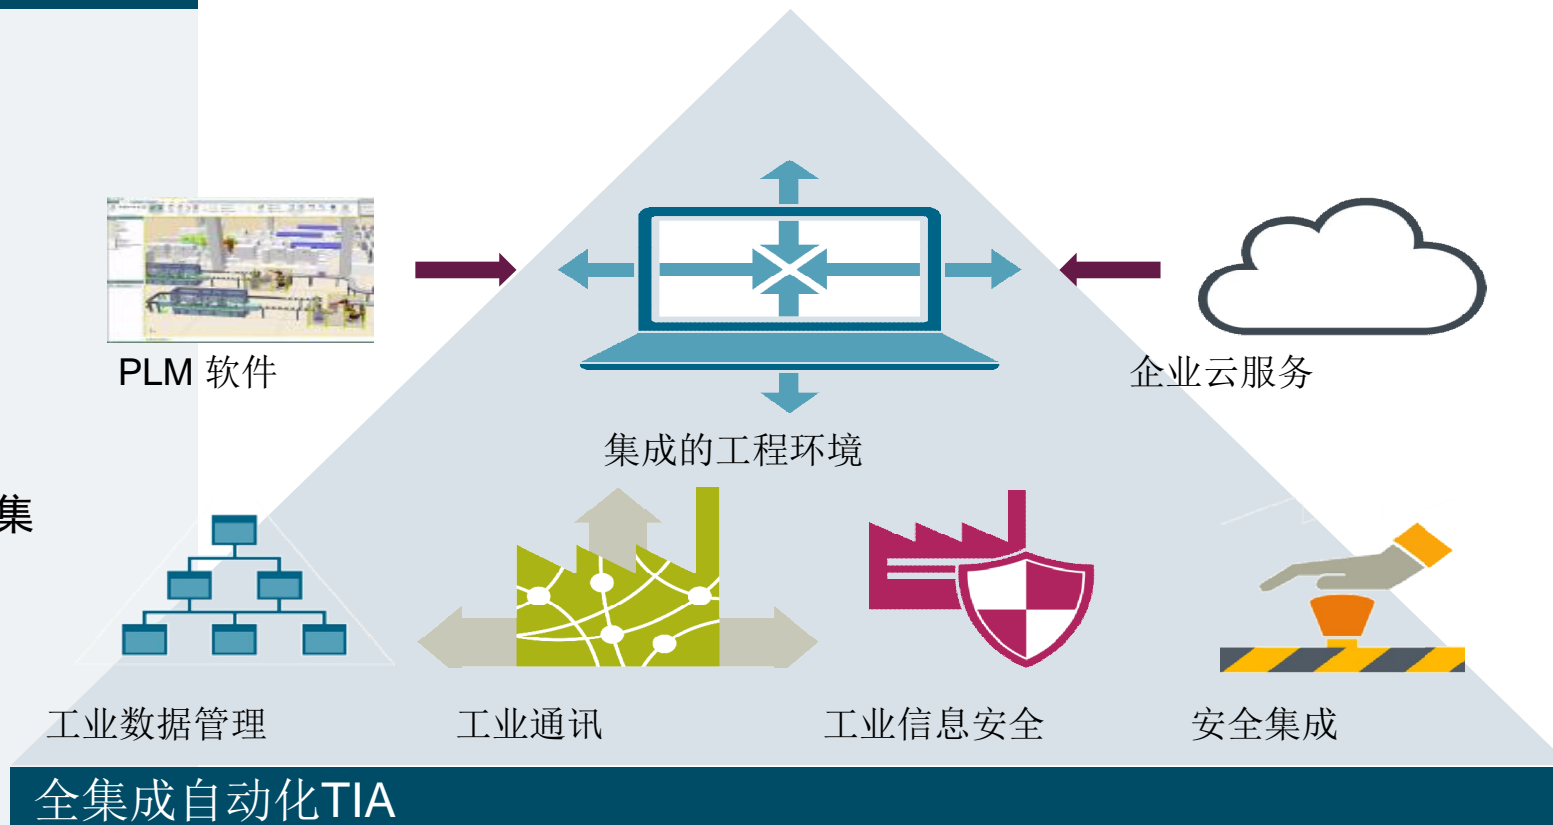 PLM 软件
企业云服务
集成的工程环境
集
工业数据管理
工业通讯
工业信息安全
安全集成
全集成自动化TIA